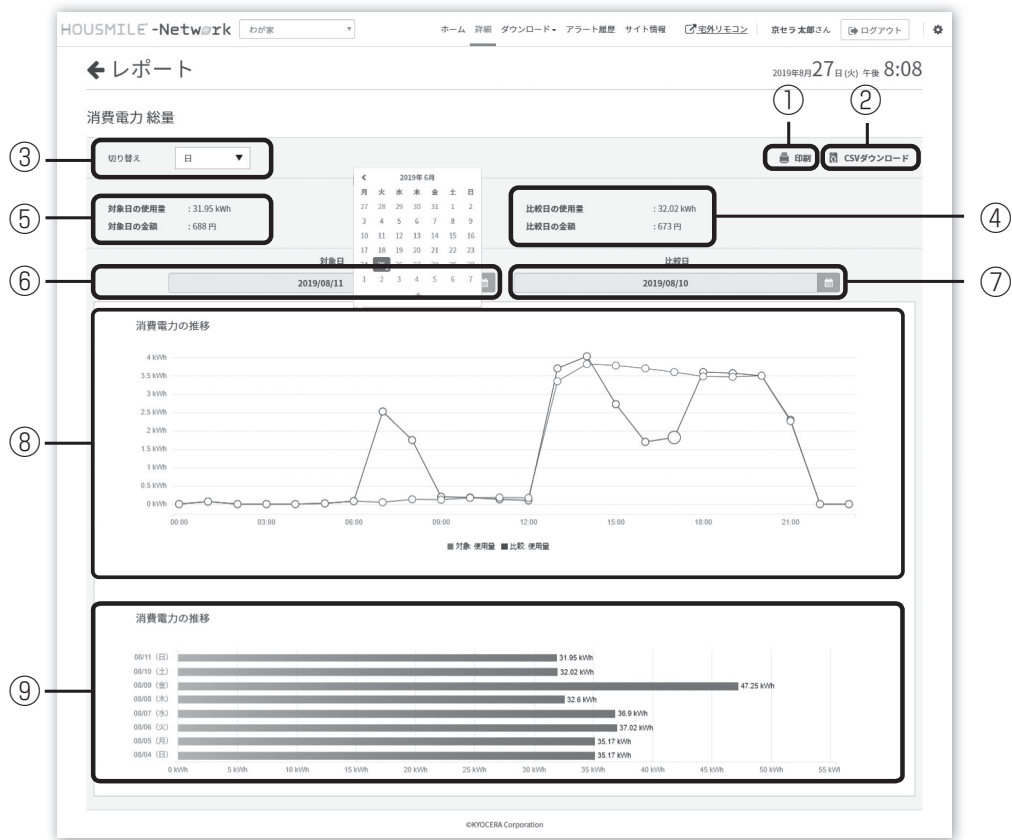 HOUSMILE-Network わが家 ホーム 詳細 ダウンロード アラート履歴 サイト情報 宅外リモコン 京セラ 太郎さん ログアウト
レポート
2019年8月27日(火) 午後 8:08
① ②
消費電力 総量
③ 切り替え 日
印刷 CSVダウンロード
2019年 6月
月 火 水 木 金 土 日
27 28 29 30 31 1 2
3 4 5 6 7 8 9
10 11 12 13 14 15 16
17 18 19 20 21 22 23
1 2 3 4 5 6 7
⑤ 対象日の使用量 : 31.95 kWh
対象日の金額 : 688 円
比較日の使用量 : 32.02 kWh ④
比較日の金額 : 673 円
対象日 比較日
⑥ 2019/08/11 2019/08/10 ⑦
⑧
消費電力の推移
4 kWh
3.5 kWh
3 kWh
2.5 kWh
2 kWh
1.5 kWh
1 kWh
0.5 kWh
0 kWh
00:00 03:00 06:00 09:00 12:00 15:00 18:00 21:00
対象: 使用量 比較: 使用量
⑨
消費電力の推移
08/11 (日) 31.95 kWh
08/10 (土) 32.02 kWh
08/09 (金) 47.25 kWh
08/08 (木) 32.6 kWh
08/07 (水) 36.9 kWh
08/06 (火) 37.02 kWh
08/05 (月) 35.17 kWh
08/04 (日) 35.17 kWh
0 kWh 5 kWh 10 kWh 15 kWh 20 kWh 25 kWh 30 kWh 35 kWh 40 kWh 45 kWh 50 kWh 55 kWl
©KYOCERA Corporation